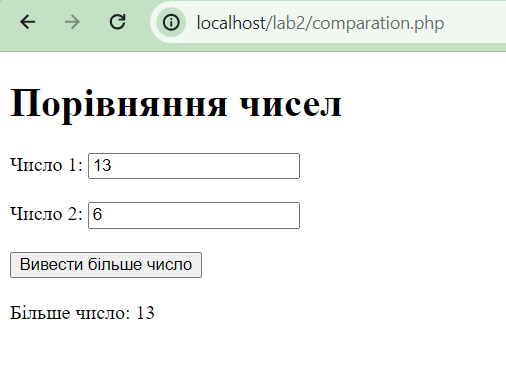 localhost/lab2/comparation.php
Порівняння чисел
Число 1: 13
Число 2: 6
Вивести більше число
Більше число: 13